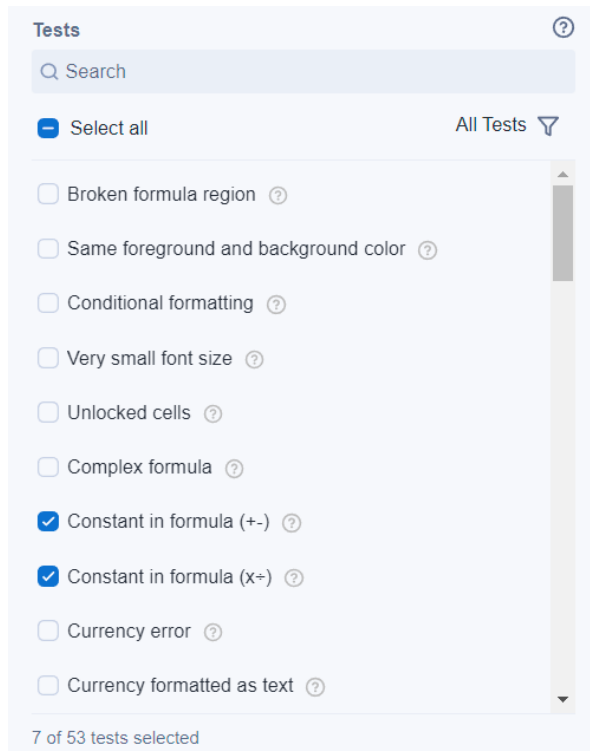 Tests
Search
Select all All Tests
Broken formula region
Same foreground and background color
Conditional formatting
Very small font size
Unlocked cells
Complex formula
Constant in formula (+-)
Constant in formula (x÷)
Currency error
Currency formatted as text
7 of 53 tests selected